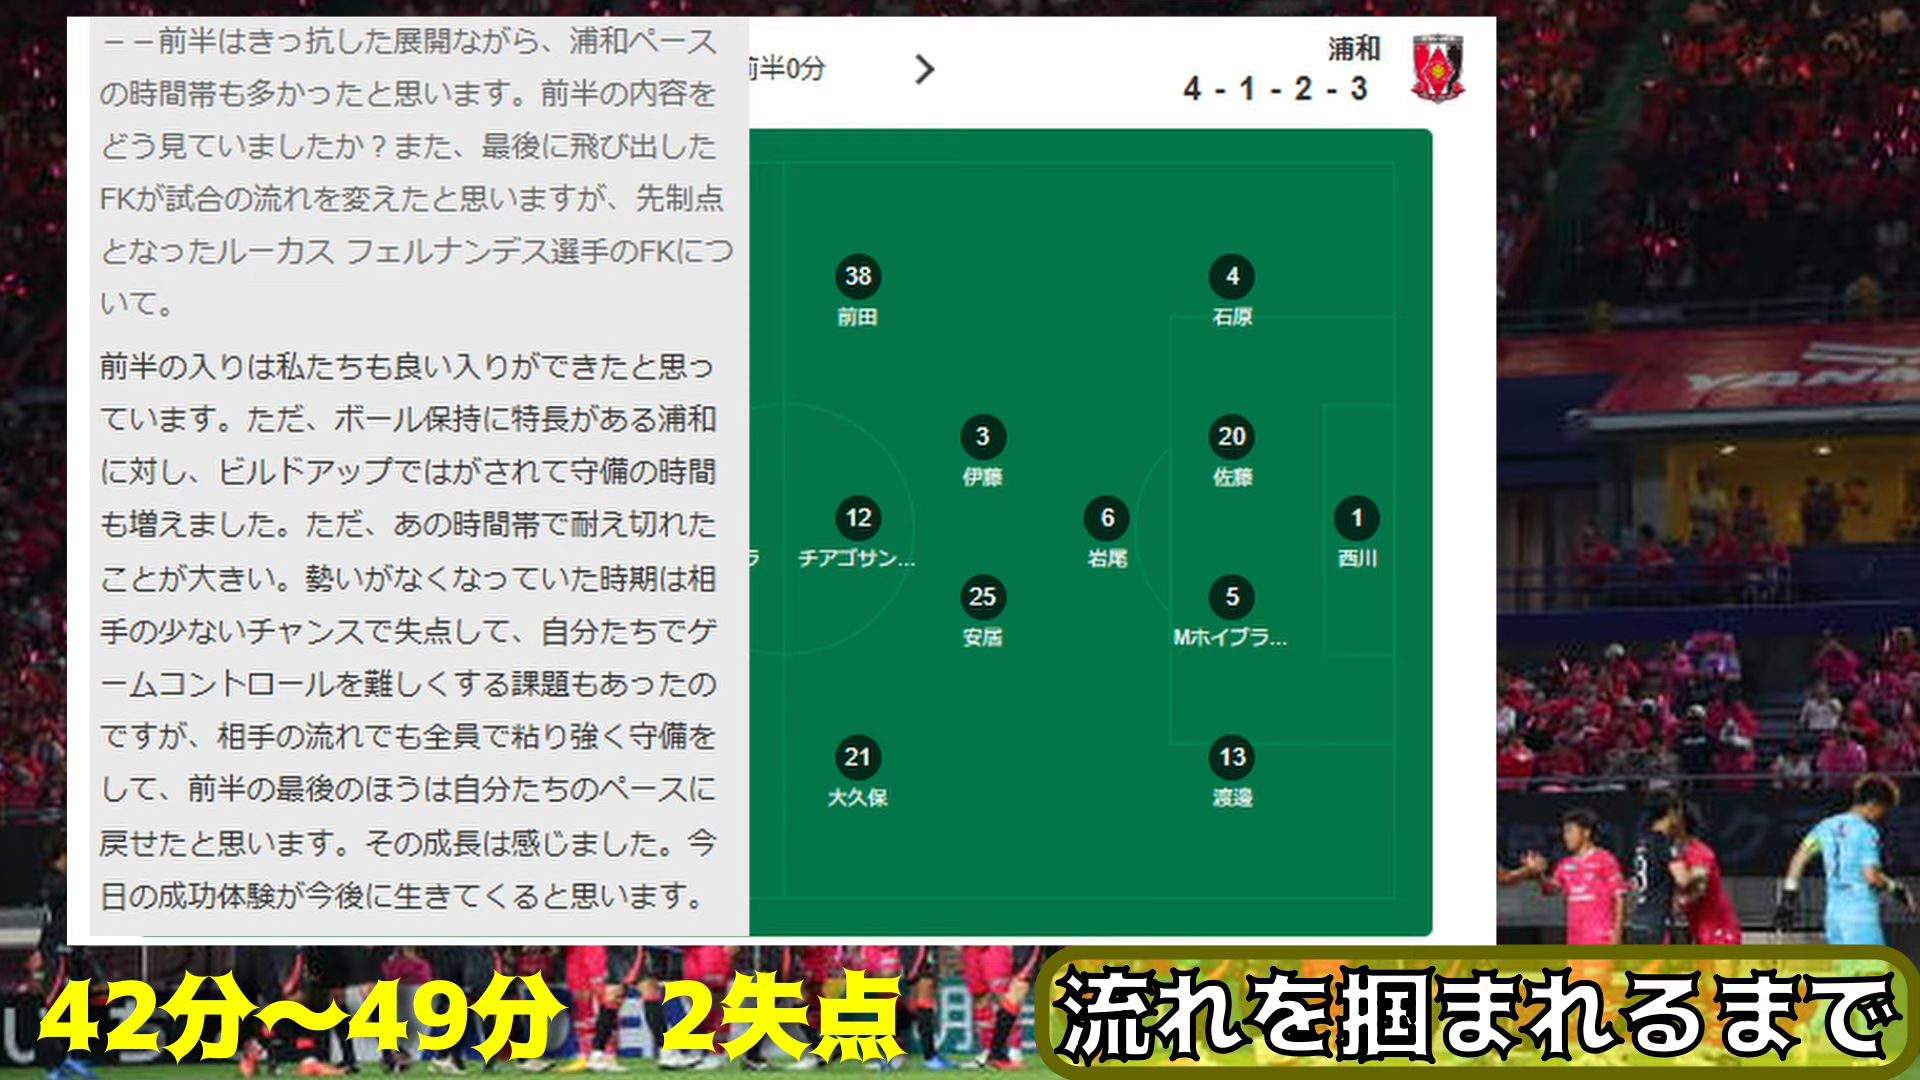 －－前半はきっ抗した展開ながら、浦和ペース
の時間帯も多かったと思います。前半の内容を
どう見ていましたか？また、最後に飛び出した
FKが試合の流れを変えたと思いますが、先制点
となったルーカス フェルナンデス選手のFKにつ
いて。
前半の入りは私たちも良い入りができたと思っ
ています。ただ、ボール保持に特長がある浦和
に対し、ビルドアップではがされて守備の時間
も増えました。ただ、あの時間帯で耐え切れた
ことが大きい。勢いがなくなっていた時期は相
手の少ないチャンスで失点して、自分たちでゲ
ームコントロールを難しくする課題もあったの
ですが、相手の流れでも全員で粘り強く守備を
して、前半の最後のほうは自分たちのペースに
戻せたと思います。その成長は感じました。今
日の成功体験が今後に生きてくると思います。
前半0分
浦和
4 - 1 - 2 - 3
38
前田
4
石原
3
伊藤
20
佐藤
ラ
12
チアゴサン...
6
岩尾
1
西川
25
安居
5
Mホイブラ...
21
大久保
13
渡邊
YANM
42分～49分 2失点
流れを掴まれるまで